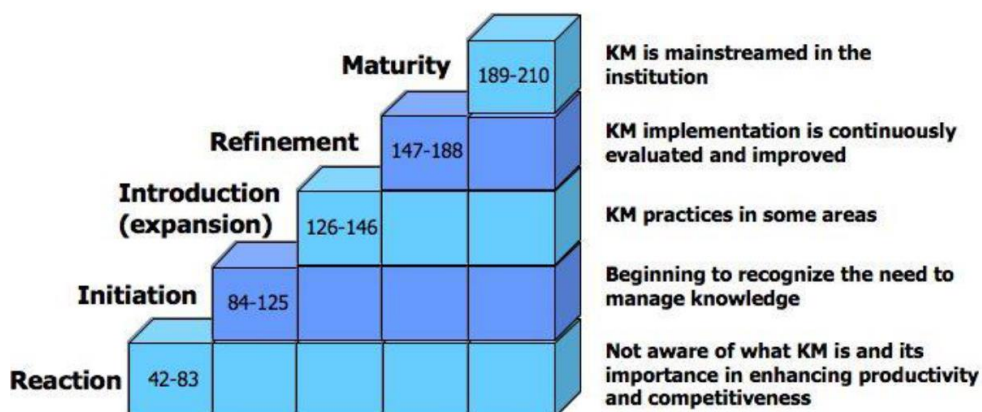 Maturity
189-210
KM is mainstreamed in the
institution
Refinement
147-188
KM implementation is continuously
evaluated and improved
Introduction
(expansion)
126-146
KM practices in some areas
Initiation
84-125
Beginning to recognize the need to
manage knowledge
Reaction
42-83
Not aware of what KM is and its
importance in enhancing productivity
and competitiveness